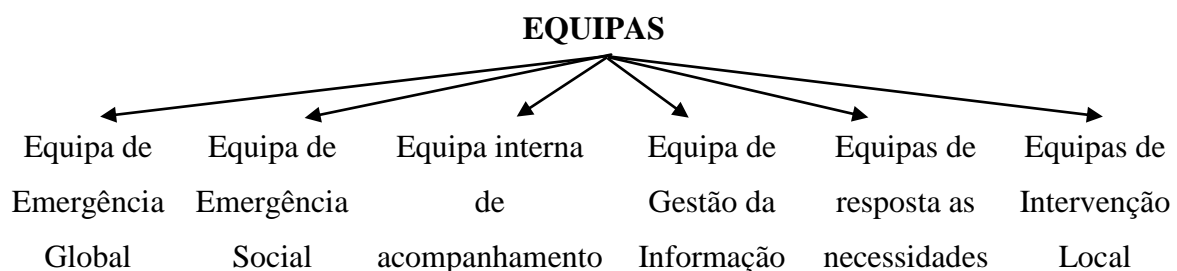 EQUIPAS
Equipa de
Emergência
Global
Equipa de
Emergência
Social
Equipa interna
de
acompanhamento
Equipa de
Gestão da
Informação
Equipas de
resposta as
necessidades
Equipas de
Intervenção
Local